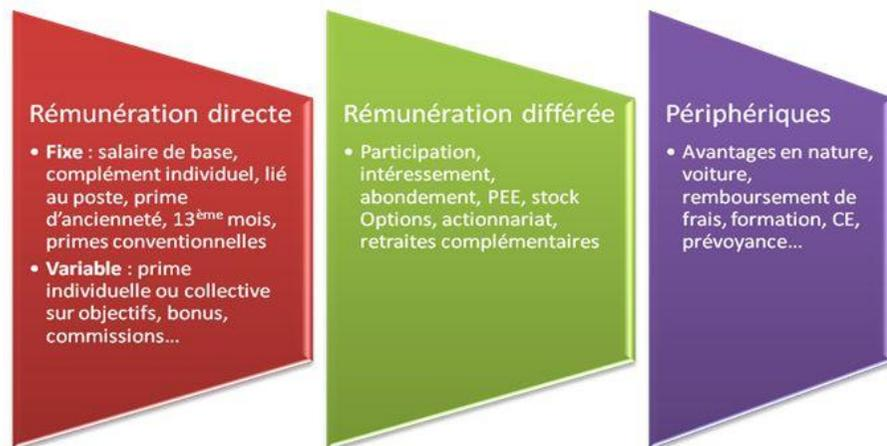 Rémunération directe
• Fixe : salaire de base,
complément individuel, lié
au poste, prime
d'ancienneté, 13ème mois,
primes conventionnelles
• Variable : prime
individuelle ou collective
sur objectifs, bonus,
commissions...
Rémunération différée
• Participation,
intéressement,
abondement, PEE, stock
Options, actionnariat,
retraites complémentaires
Périphériques
• Avantages en nature,
voiture,
remboursement de
frais, formation, CE,
prévoyance...